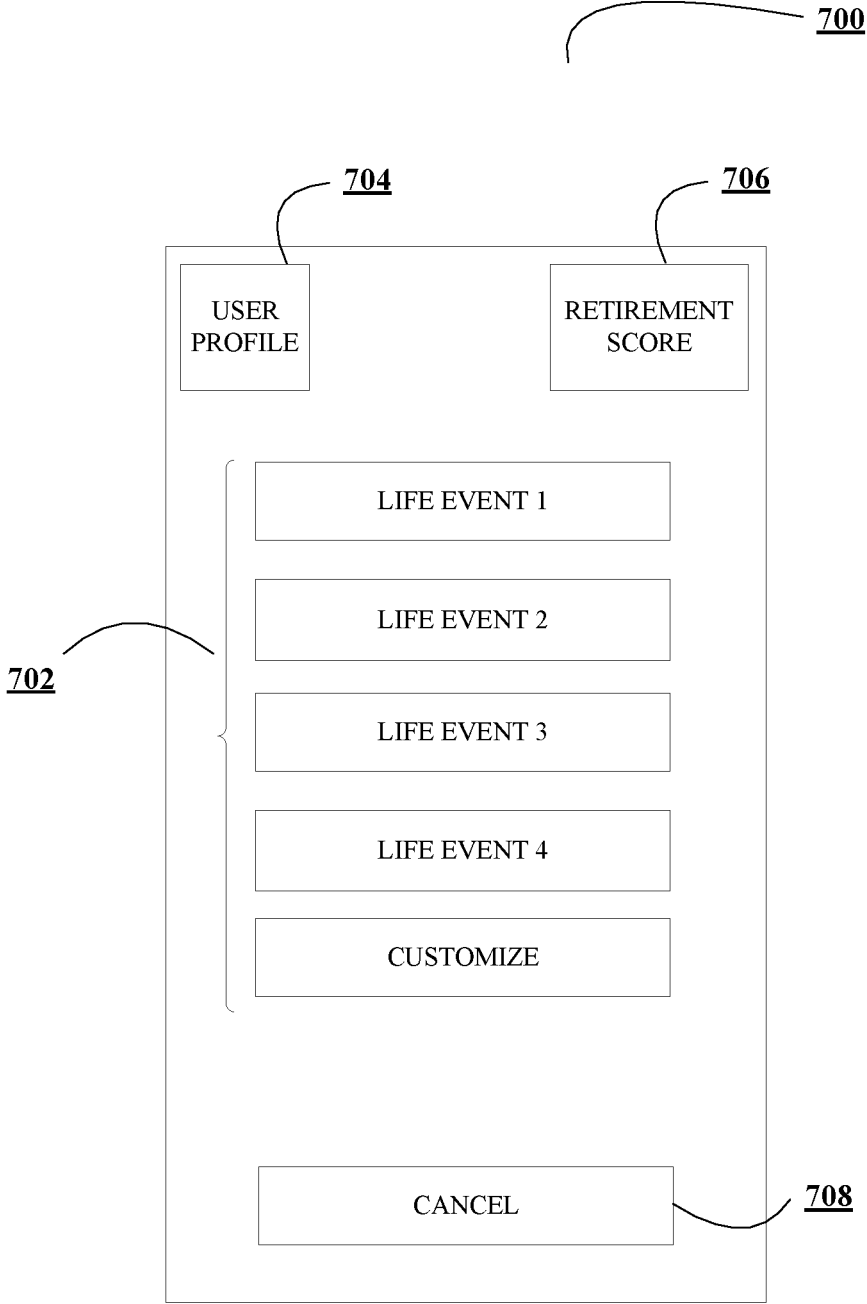 700
704
706
USER
PROFILE
RETIREMENT
SCORE
LIFE EVENT 1
LIFE EVENT 2
702
LIFE EVENT 3
LIFE EVENT 4
CUSTOMIZE
CANCEL
708